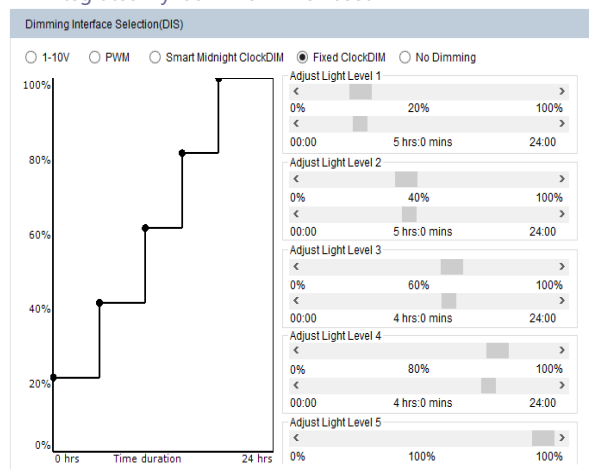 Dimming Interface Selection(DIS)
1-10V PWM Smart Midnight ClockDIM Fixed ClockDIM No Dimming
100%
80%
60%
40%
20%
0%
0 hrs Time duration 24 hrs
Adjust Light Level 1
0% 20% 100%
00:00 5 hrs:0 mins 24:00
Adjust Light Level 2
0% 40% 100%
00:00 5 hrs:0 mins 24:00
Adjust Light Level 3
0% 60% 100%
00:00 4 hrs:0 mins 24:00
Adjust Light Level 4
0% 80% 100%
00:00 4 hrs:0 mins 24:00
Adjust Light Level 5
0% 100% 100%